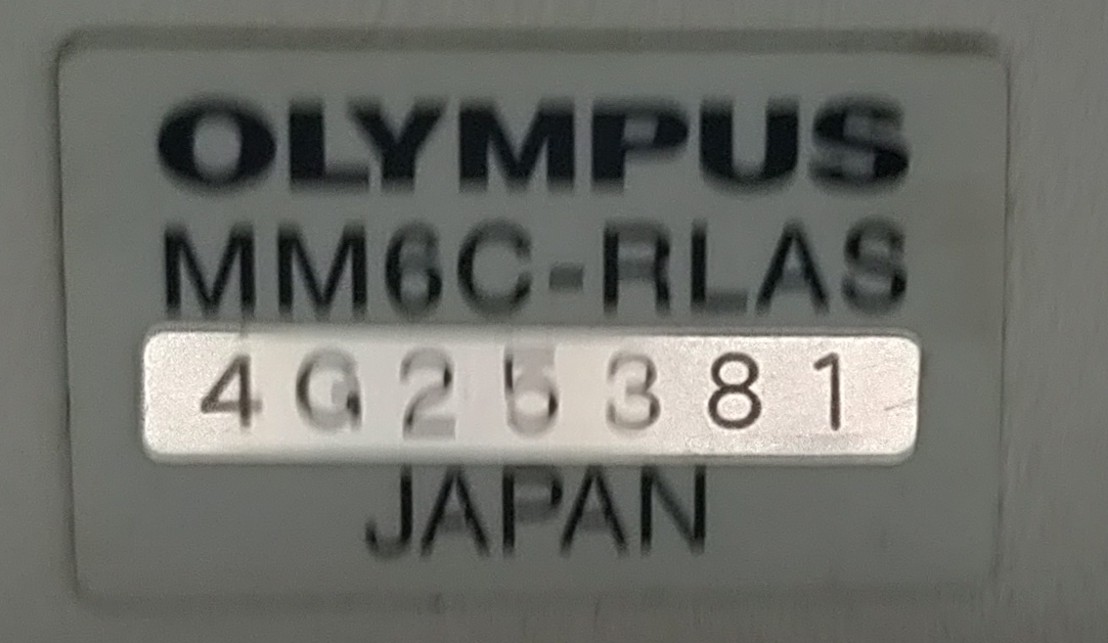 OLYMPUS
MM6C-RLAS
4G25381
JAPAN